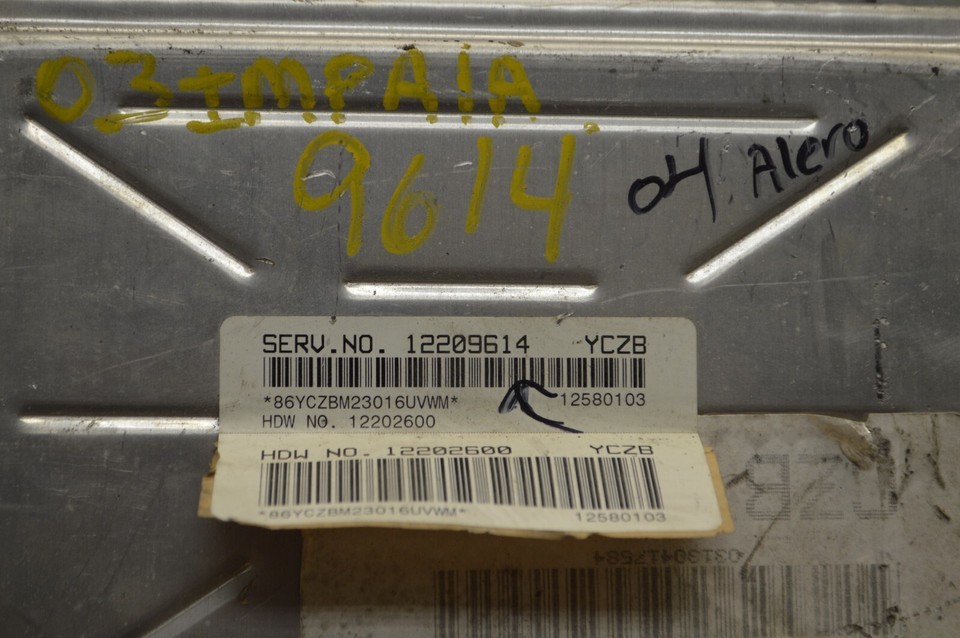 03 IMPAlA
9614
04 Alero
SERV.NO. 12209614 YCZB
*86YCZBM23016UVWM* 12580103
HDW NO. 12202600
HDW NO. 12202600 YCZB
*86YCZBM23016UVWM* 12580103
YCZB